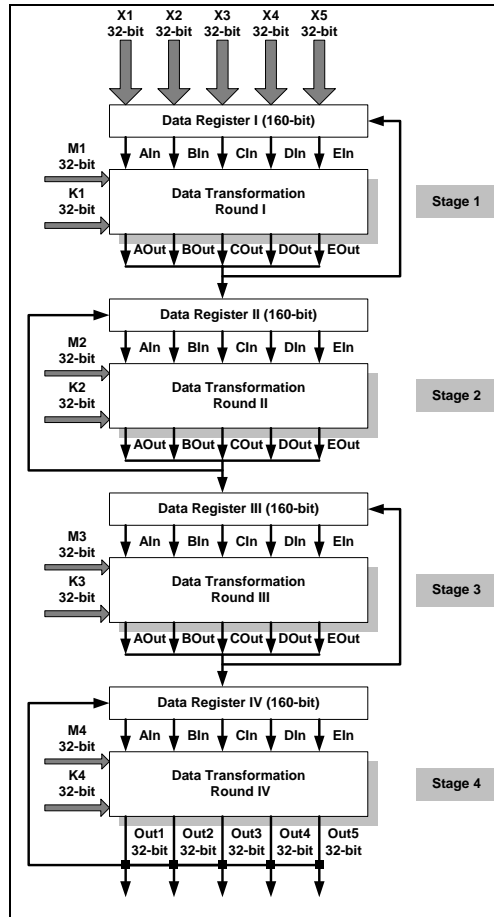 X1 X2 X3 X4 X5
32-bit 32-bit 32-bit 32-bit 32-bit
Data Register I (160-bit)
AIn BIn CIn DIn EIn
M1
32-bit
K1
32-bit
Data Transformation
Round I
Stage 1
AOut BOut COut DOut EOut
Data Register II (160-bit)
AIn BIn CIn DIn EIn
M2
32-bit
K2
32-bit
Data Transformation
Round II
Stage 2
AOut BOut COut DOut EOut
Data Register III (160-bit)
AIn BIn CIn DIn EIn
M3
32-bit
K3
32-bit
Data Transformation
Round III
Stage 3
AOut BOut COut DOut EOut
Data Register IV (160-bit)
AIn BIn CIn DIn EIn
M4
32-bit
K4
32-bit
Data Transformation
Round IV
Stage 4
Out1 Out2 Out3 Out4 Out5
32-bit 32-bit 32-bit 32-bit 32-bit